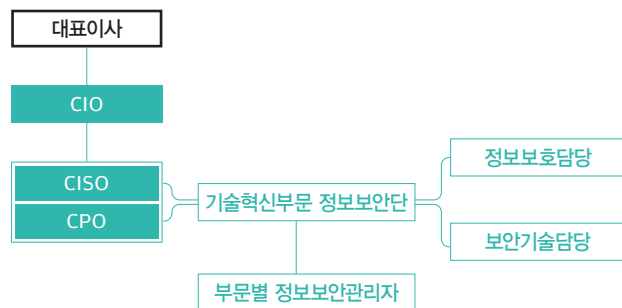 대표이사
CIO
CISO
CPO
기술혁신부문 정보보안단
정보보호담당
보안기술담당
부문별 정보보안관리자